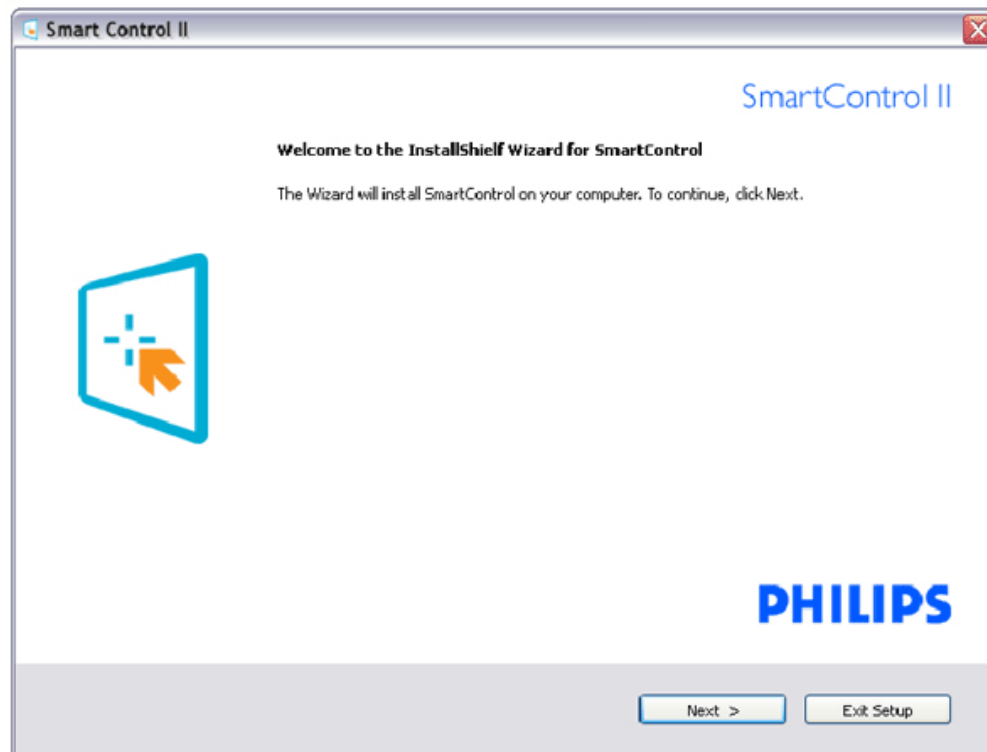 Smart Control II
SmartControl II
Welcome to the InstallShielf Wizard for SmartControl
The Wizard will install SmartControl on your computer. To continue, click Next.
PHILIPS
Next >
Exit Setup